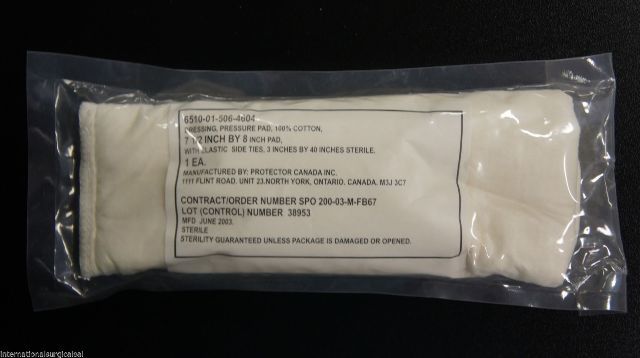 6510-01-506-4604
DRESSING, PRESSURE PAD, 100% COTTON,
7 1/2 INCH BY 8 INCH PAD,
WITH ELASTIC SIDE TIES, 3 INCHES BY 40 INCHES STERILE.
1 EA.
MANUFACTURED BY: PROTECTOR CANADA INC.
1111 FLINT ROAD. UNIT 23.NORTH YORK, ONTARIO. CANADA. M3J 3C7
CONTRACT/ORDER NUMBER SPO 200-03-M-FB67
LOT (CONTROL) NUMBER 38953
MFD JUNE 2003.
STERILE
STERILITY GUARANTEED UNLESS PACKAGE IS DAMAGED OR OPENED.
internationalsurgicaloal